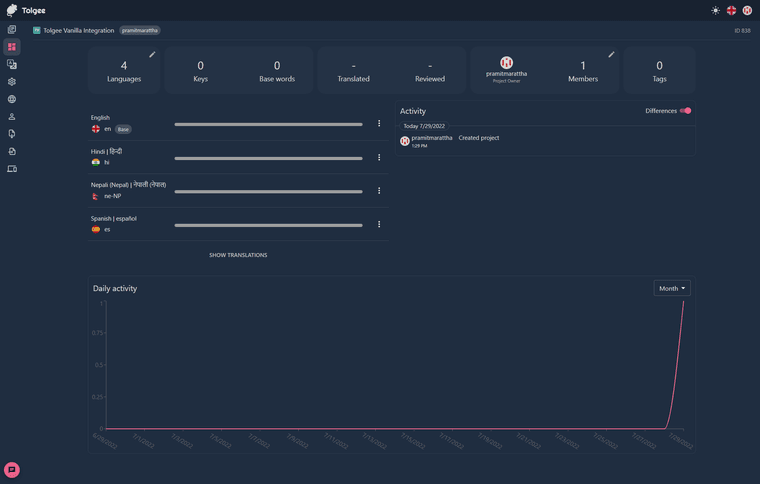 Tolgee
TV Tolgee Vanilla Integration pramitmarattha
ID 838
4
Languages
0
Keys
0
Base words
-
Translated
-
Reviewed
pramitmarattha
Project Owner
1
Members
0
Tags
English
en Base
Hindi | हिन्दी
hi
Nepali (Nepal) | नेपाली (नेपाल)
ne-NP
Spanish | español
es
SHOW TRANSLATIONS
Activity
Differences
Today 7/29/2022
pramitmarattha Created project
1:29 PM
Daily activity
Month
1
0.75
0.5
0.25
0
6/29/2022 7/1/2022 7/3/2022 7/5/2022 7/7/2022 7/9/2022 7/11/2022 7/13/2022 7/15/2022 7/17/2022 7/19/2022 7/21/2022 7/23/2022 7/25/2022 7/27/2022 7/29/2022